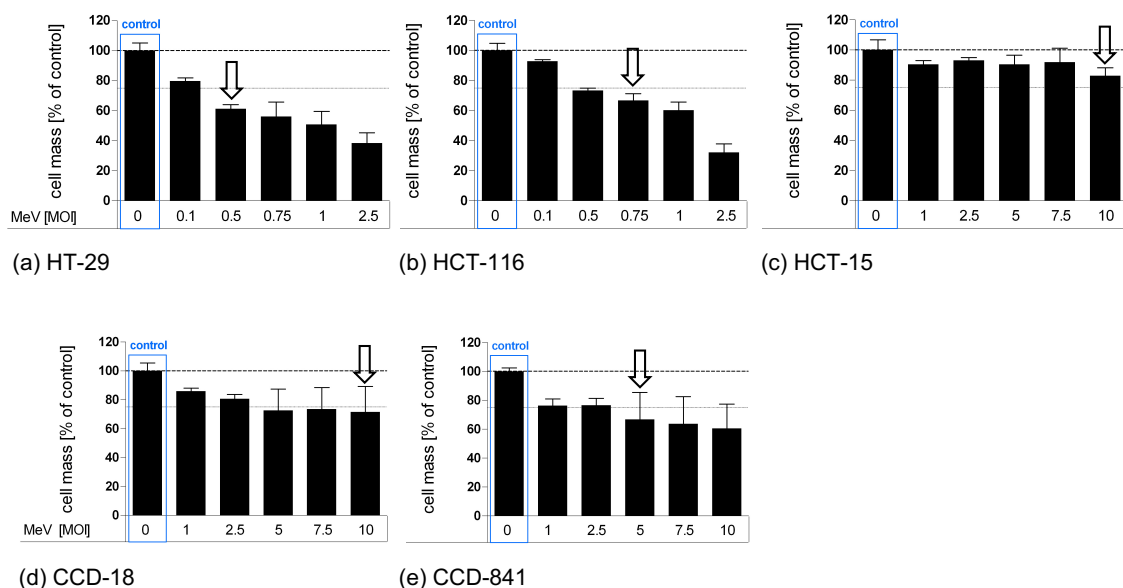 control
cell mass [% of control]
120
100
80
60
40
20
0
MeV [MOI]
0 0.1 0.5 0.75 1 2.5
(a) HT-29
control
cell mass [% of control]
120
100
80
60
40
20
0
0 0.1 0.5 0.75 1 2.5
(b) HCT-116
control
cell mass [% of control]
120
100
80
60
40
20
0
0 1 2.5 5 7.5 10
(c) HCT-15
control
cell mass [% of control]
120
100
80
60
40
20
0
MeV [MOI]
0 1 2.5 5 7.5 10
(d) CCD-18
control
cell mass [% of control]
120
100
80
60
40
20
0
0 1 2.5 5 7.5 10
(e) CCD-841